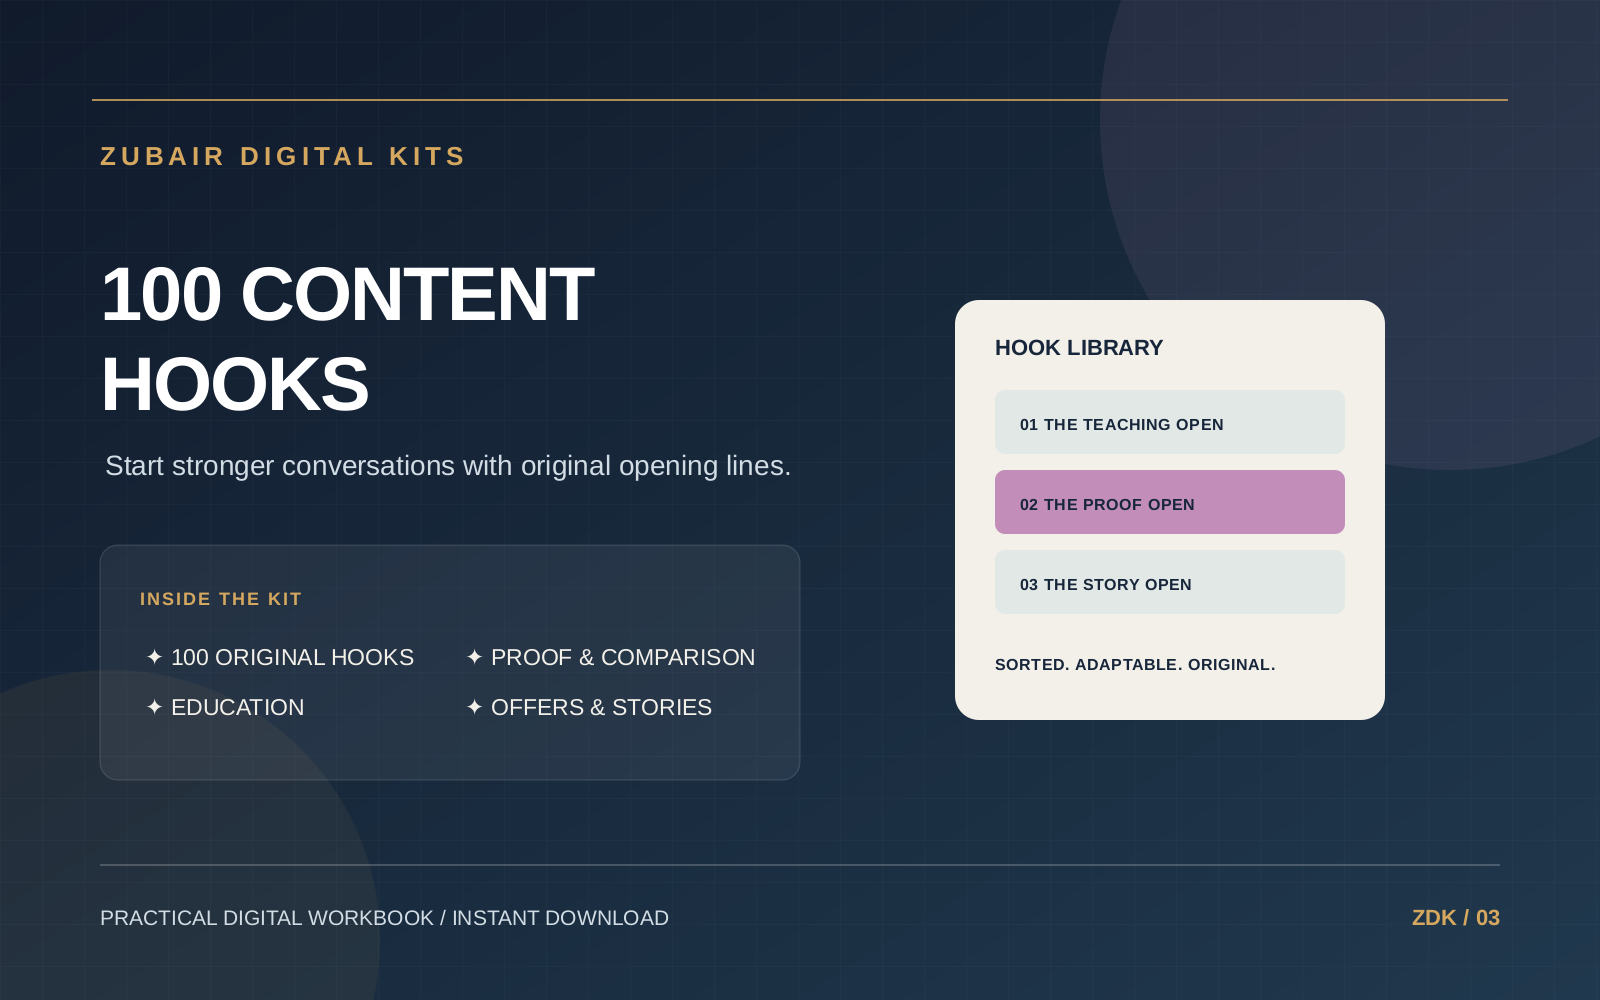 ZUBAIR DIGITAL KITS
100 CONTENT
HOOKS
Start stronger conversations with original opening lines.
INSIDE THE KIT
✦ 100 ORIGINAL HOOKS
✦ PROOF & COMPARISON
✦ EDUCATION
✦ OFFERS & STORIES
HOOK LIBRARY
01 THE TEACHING OPEN
02 THE PROOF OPEN
03 THE STORY OPEN
SORTED. ADAPTABLE. ORIGINAL.
PRACTICAL DIGITAL WORKBOOK / INSTANT DOWNLOAD
ZDK / 03